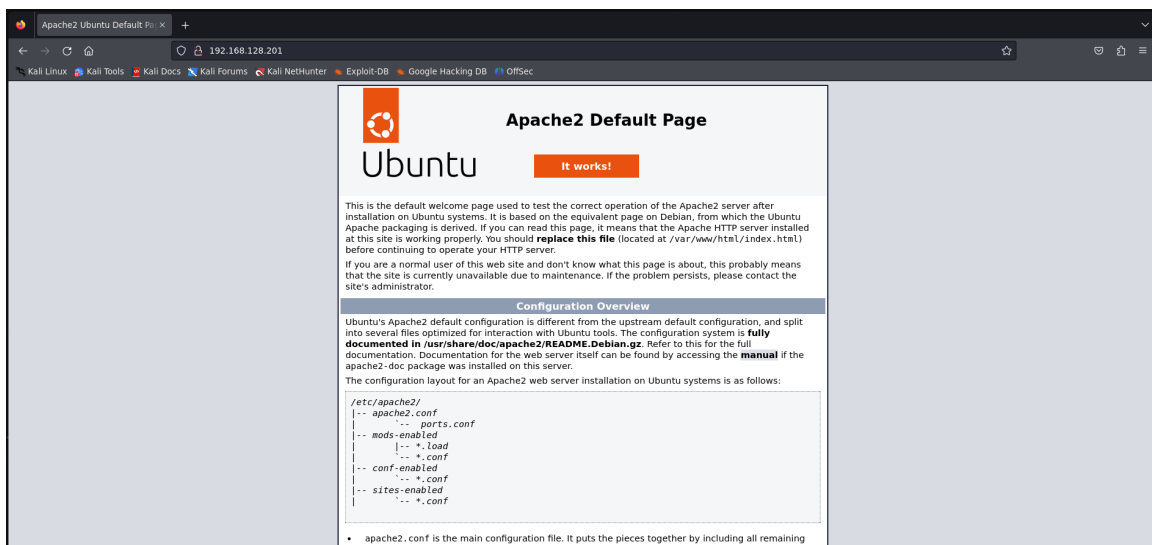 Apache2 Ubuntu Default Pa
192.168.128.201
Kali Linux Kali Tools Kali Docs Kali Forums Kali NetHunter Exploit-DB Google Hacking DB OffSec
Apache2 Default Page
Ubuntu
It works!
This is the default welcome page used to test the correct operation of the Apache2 server after
installation on Ubuntu systems. It is based on the equivalent page on Debian, from which the Ubuntu
Apache packaging is derived. If you can read this page, it means that the Apache HTTP server installed
at this site is working properly. You should replace this file (located at /var/www/html/index.html)
before continuing to operate your HTTP server.
If you are a normal user of this web site and don't know what this page is about, this probably means
that the site is currently unavailable due to maintenance. If the problem persists, please contact the
site's administrator.
Configuration Overview
Ubuntu's Apache2 default configuration is different from the upstream default configuration, and split
into several files optimized for interaction with Ubuntu tools. The configuration system is fully
documented in /usr/share/doc/apache2/README.Debian.gz. Refer to this for the full
documentation. Documentation for the web server itself can be found by accessing the manual if the
apache2-doc package was installed on this server.
The configuration layout for an Apache2 web server installation on Ubuntu systems is as follows:
/etc/apache2/
|-- apache2.conf
|       `--  ports.conf
|-- mods-enabled
|       |-- *.load
|       `-- *.conf
|-- conf-enabled
|       `-- *.conf
|-- sites-enabled
|       `-- *.conf
• apache2.conf is the main configuration file. It puts the pieces together by including all remaining